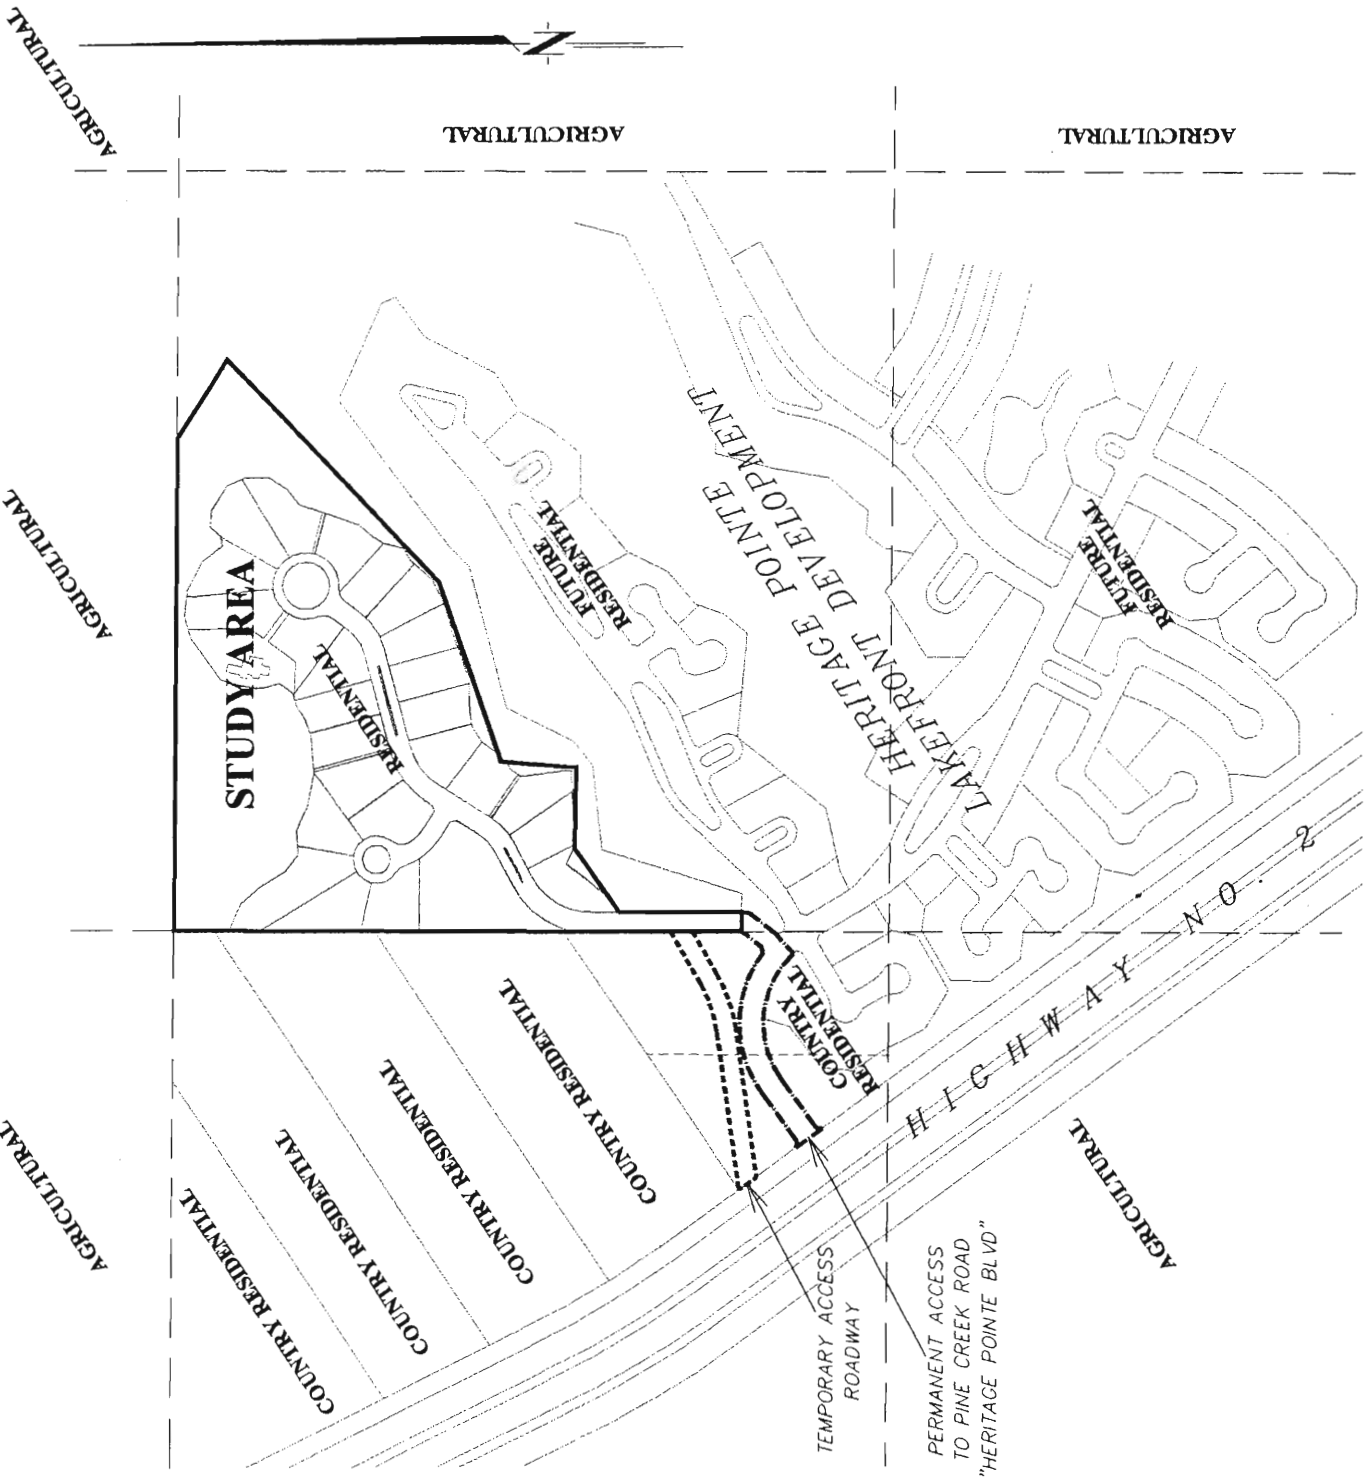 AGRICULTURAL
N
AGRICULTURAL
AGRICULTURAL
AGRICULTURAL
STUDY AREA
RESIDENTIAL
FUTURE
RESIDENTIAL
HERITAGE POINTE
LAKEFRONT DEVELOPMENT
FUTURE
RESIDENTIAL
AGRICULTURAL
COUNTRY RESIDENTIAL
COUNTRY RESIDENTIAL
COUNTRY RESIDENTIAL
COUNTRY RESIDENTIAL
COUNTRY
RESIDENTIAL
HIGHWAY NO. 2
AGRICULTURAL
TEMPORARY ACCESS
ROADWAY
PERMANENT ACCESS
TO PINE CREEK ROAD
"HERITAGE POINTE BLVD"